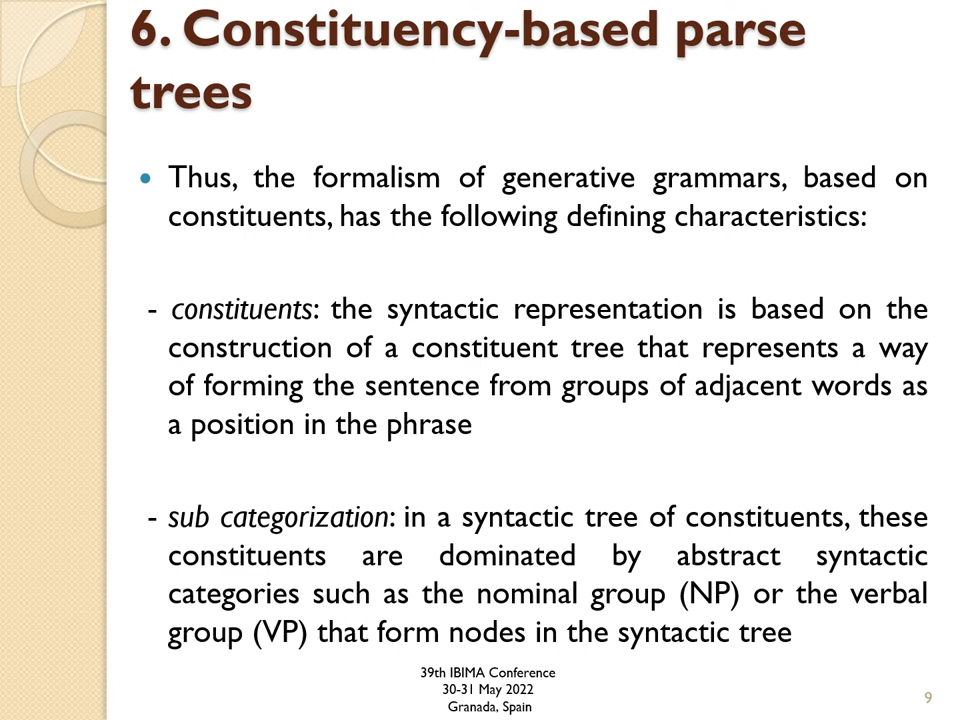 6. Constituency-based parse
trees
• Thus, the formalism of generative grammars, based on
constituents, has the following defining characteristics:
- constituents: the syntactic representation is based on the
construction of a constituent tree that represents a way
of forming the sentence from groups of adjacent words as
a position in the phrase
- sub categorization: in a syntactic tree of constituents, these
constituents are dominated by abstract syntactic
categories such as the nominal group (NP) or the verbal
group (VP) that form nodes in the syntactic tree
39th IBIMA Conference
30-31 May 2022
Granada, Spain
9